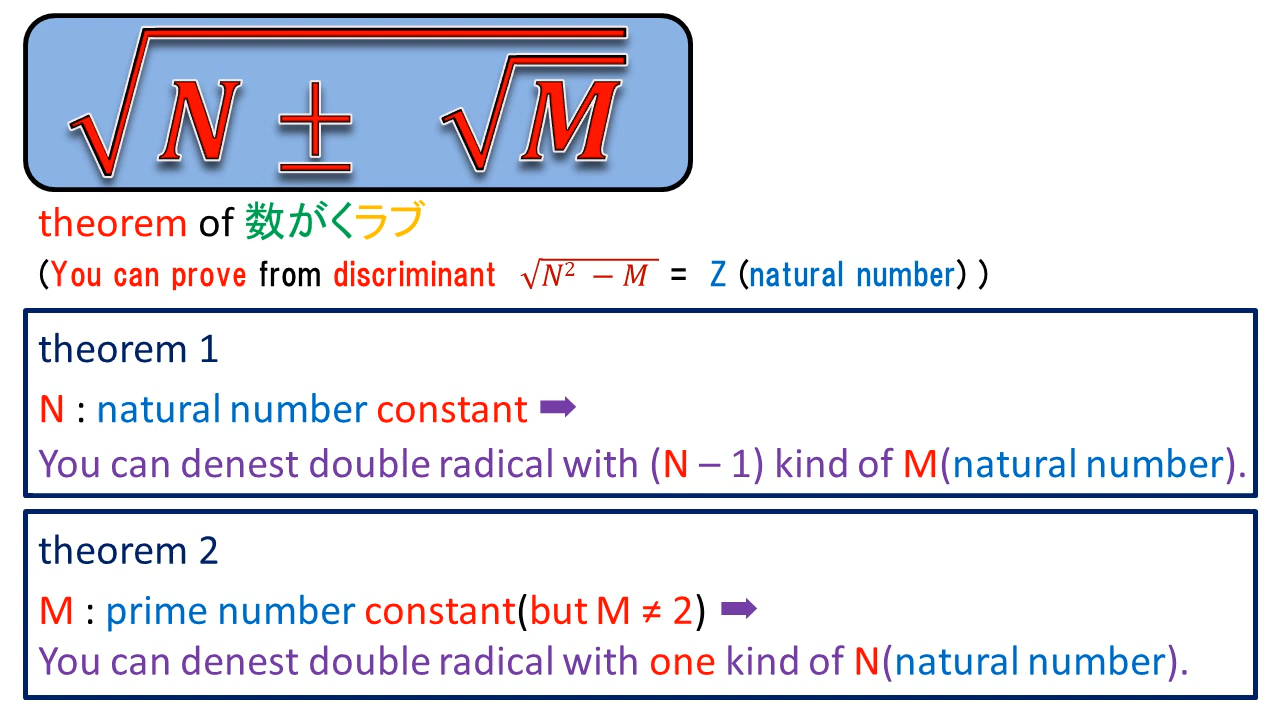 √(N ± √M)
theorem of 数がくラブ
(You can prove from discriminant √(N² − M) = Z (natural number) )
theorem 1
N : natural number constant ➡
You can denest double radical with (N – 1) kind of M(natural number).
theorem 2
M : prime number constant(but M ≠ 2) ➡
You can denest double radical with one kind of N(natural number).